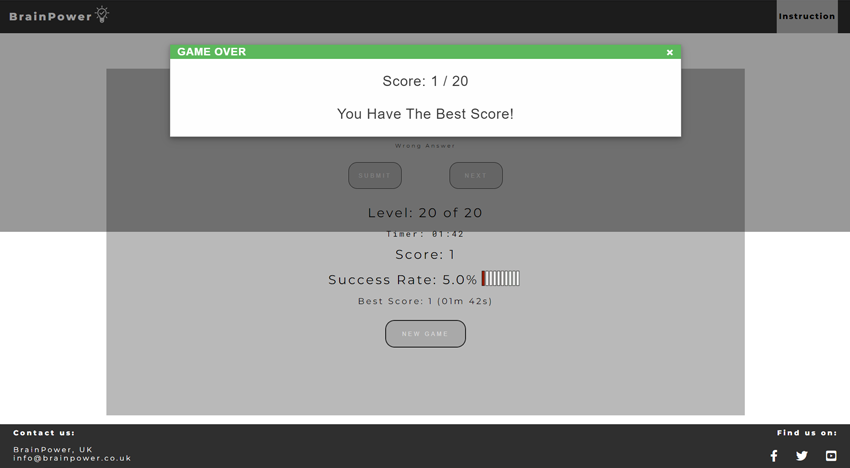 BrainPower
Instruction
GAME OVER ×
Score: 1 / 20
You Have The Best Score!
Wrong Answer
SUBMIT
NEXT
Level: 20 of 20
Timer: 01:42
Score: 1
Success Rate: 5.0%
Best Score: 1 (01m 42s)
NEW GAME
Contact us:
BrainPower, UK
info@brainpower.co.uk
Find us on: